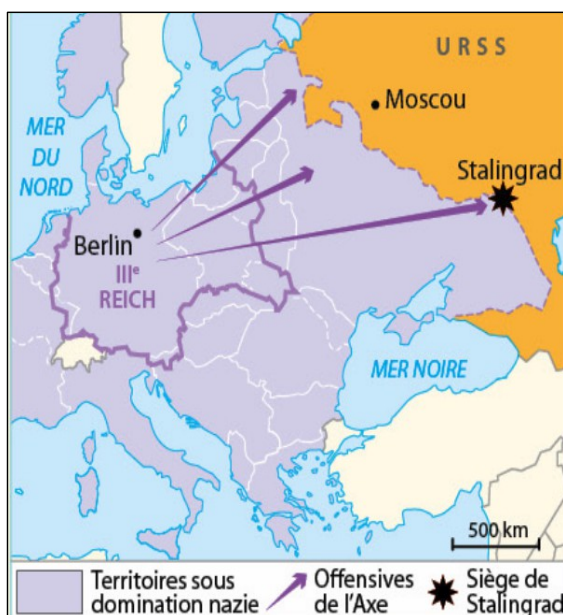 URSS
Moscou
MER
DU
NORD
Stalingrad
Berlin
IIIe
REICH
MER NOIRE
500 km
Territoires sous
domination nazie
Offensives
de l'Axe
Siège de
Stalingrad